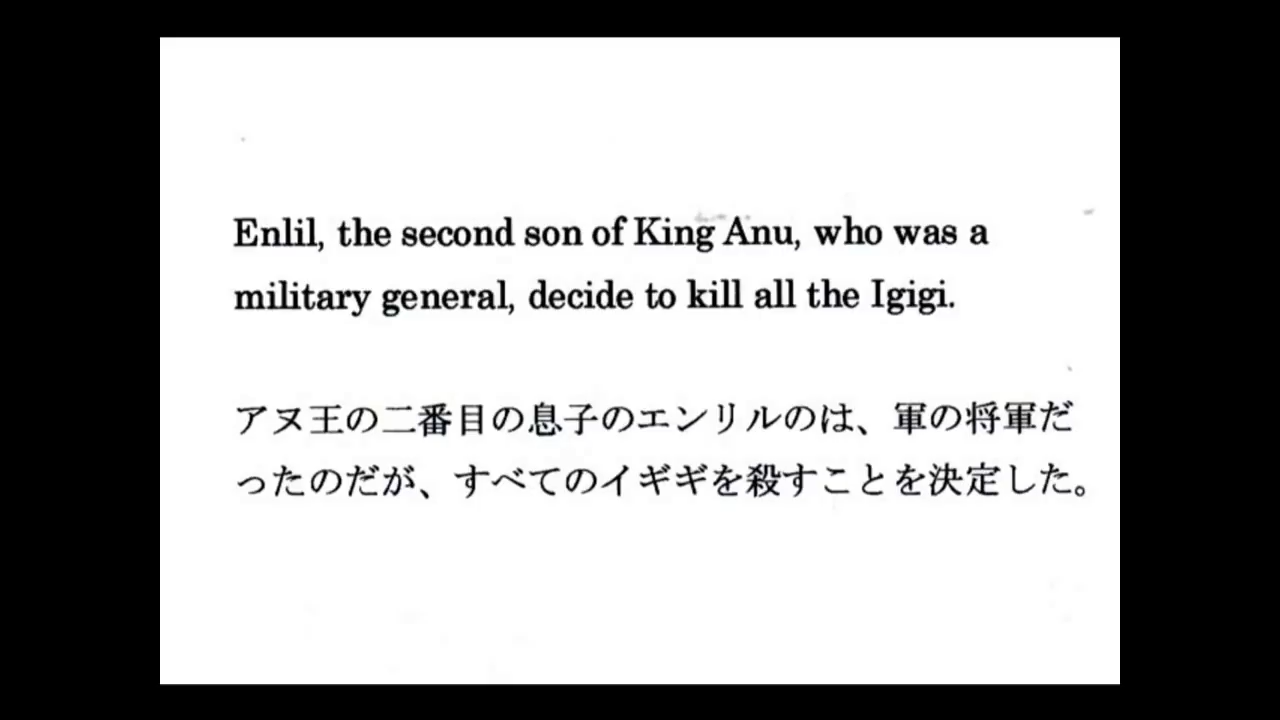 Enlil, the second son of King Anu, who was a
military general, decide to kill all the Igigi.
アヌ王の二番目の息子のエンリルのは、軍の将軍だ
ったのだが、すべてのイギギを殺すことを決定した。